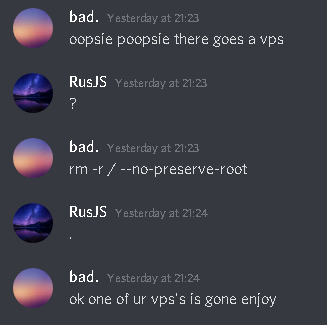 bad. Yesterday at 21:23
oopsie poopsie there goes a vps
RusJS Yesterday at 21:23
?
bad. Yesterday at 21:23
rm -r / --no-preserve-root
RusJS Yesterday at 21:24
.
bad. Yesterday at 21:24
ok one of ur vps's is gone enjoy